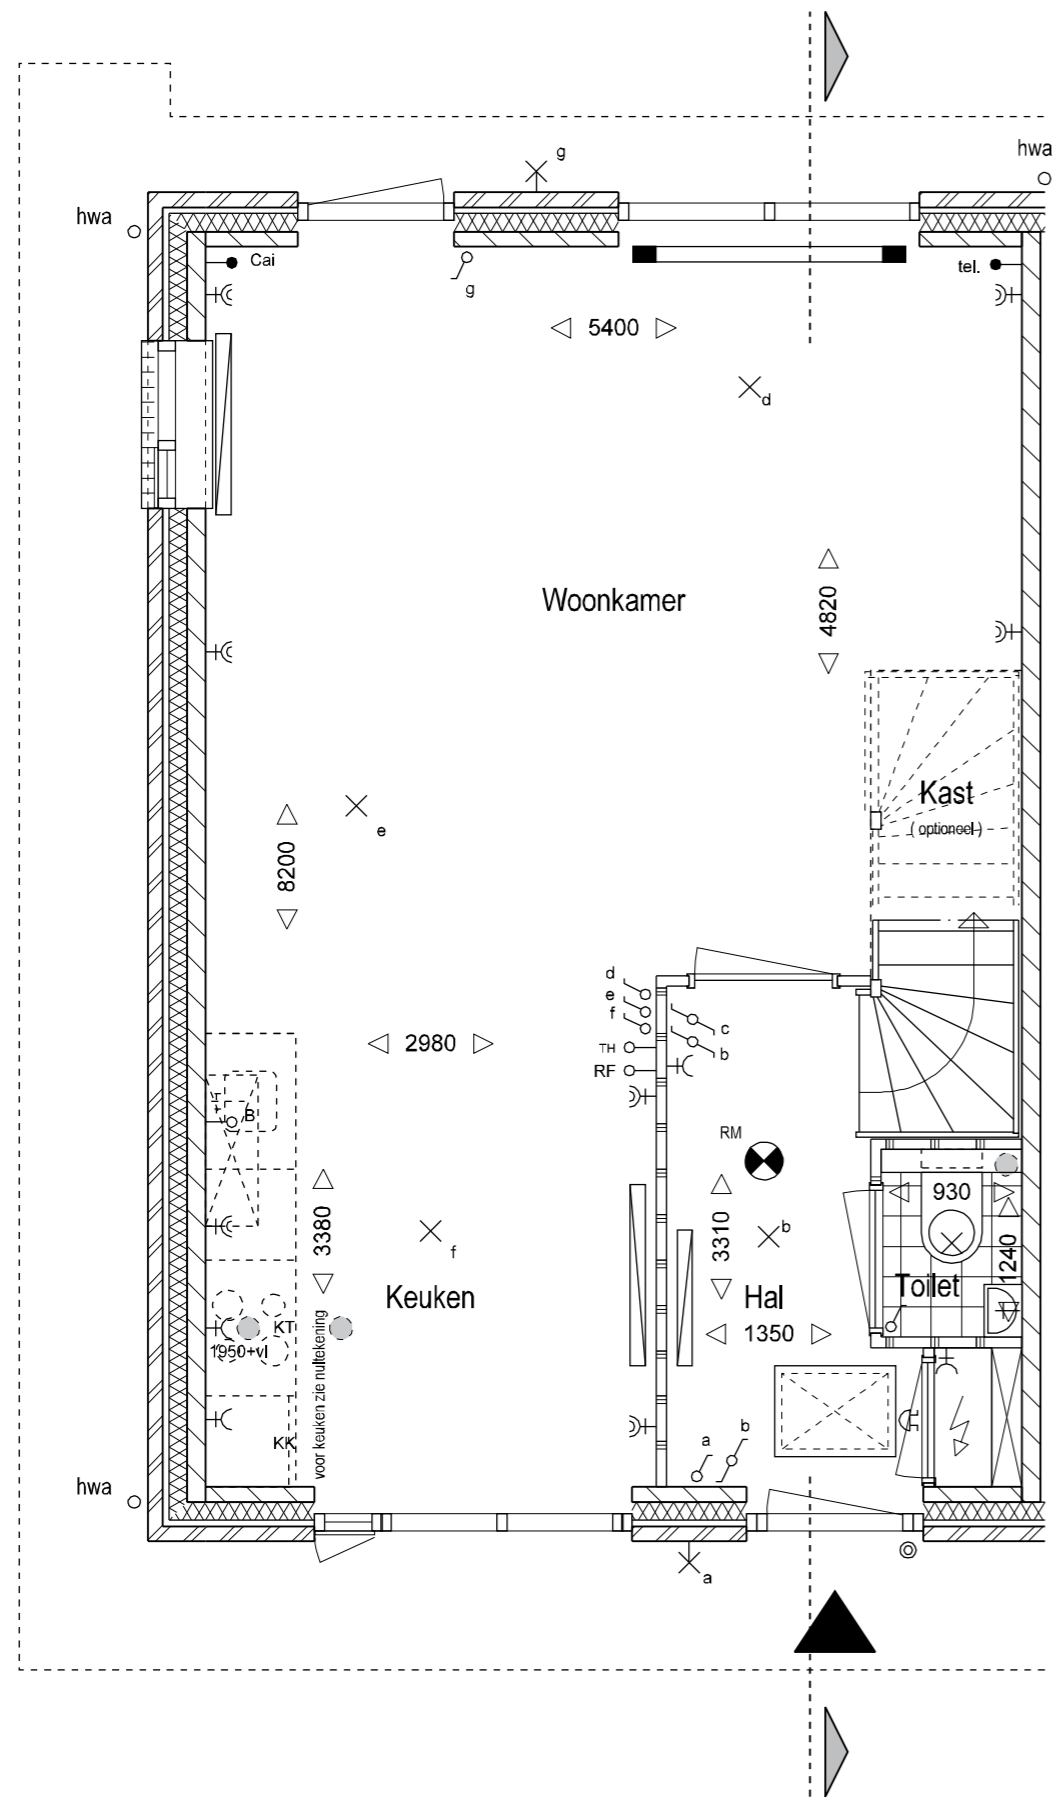 hwa
g
hwa
Cai
g
tel.
5400
d
Woonkamer
4820
Kast
( optioneel )
e
8200
d
e
f
TH
RF
c
b
2980
B
RM
930
3380
f
3310
b
1240
Keuken
Hal
Toilet
KT
1350
1950+vl
voor keuken zie nultekening
KK
a
b
hwa
a